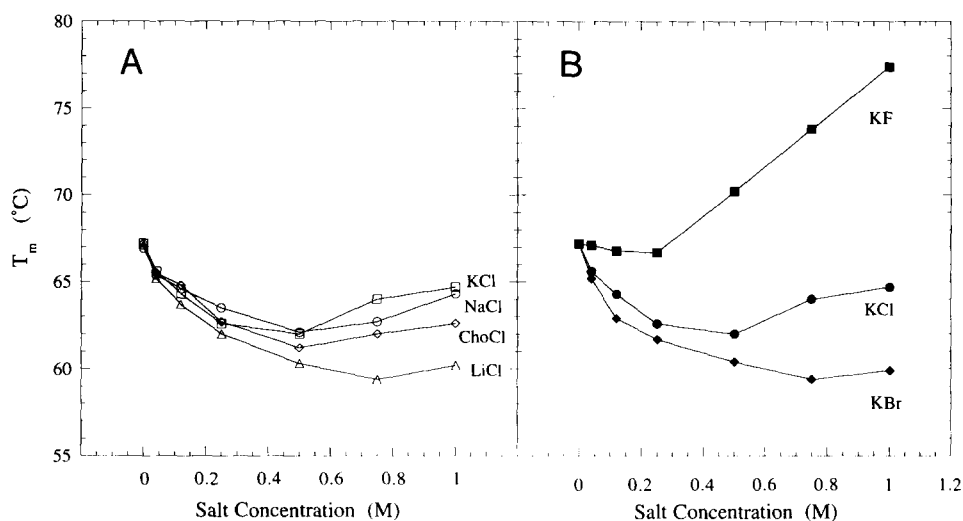 A
B
80
75
70
65
60
55
T_m (°C)
KCl
NaCl
ChoCl
LiCl
KF
KCl
KBr
0 0.2 0.4 0.6 0.8 1
0 0.2 0.4 0.6 0.8 1 1.2
Salt Concentration (M)
Salt Concentration (M)